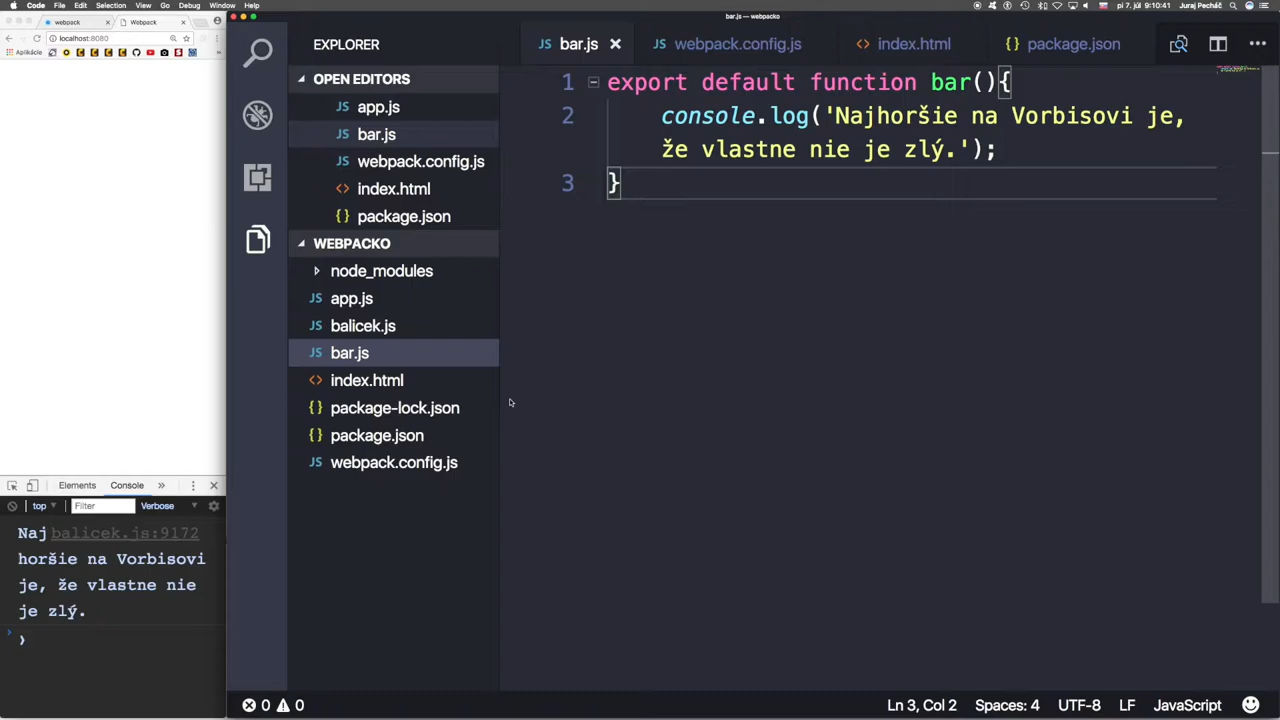 Code File Edit Selection View Go Debug Window Help
pi 7. júl 9:10:41 Juraj Pecháč
webpack
Webpack
localhost:8080
Aplikácie
bar.js — webpacko
EXPLORER
OPEN EDITORS
app.js
bar.js
webpack.config.js
index.html
package.json
WEBPACKO
node_modules
app.js
balicek.js
bar.js
index.html
package-lock.json
package.json
webpack.config.js
bar.js
webpack.config.js
index.html
package.json
1 export default function bar(){
2 console.log('Najhoršie na Vorbisovi je,
že vlastne nie je zlý.');
3 }
Elements Console
top Filter Verbose
Naj balicek.js:9172
horšie na Vorbisovi
je, že vlastne nie
je zlý.
0 0 Ln 3, Col 2 Spaces: 4 UTF-8 LF JavaScript